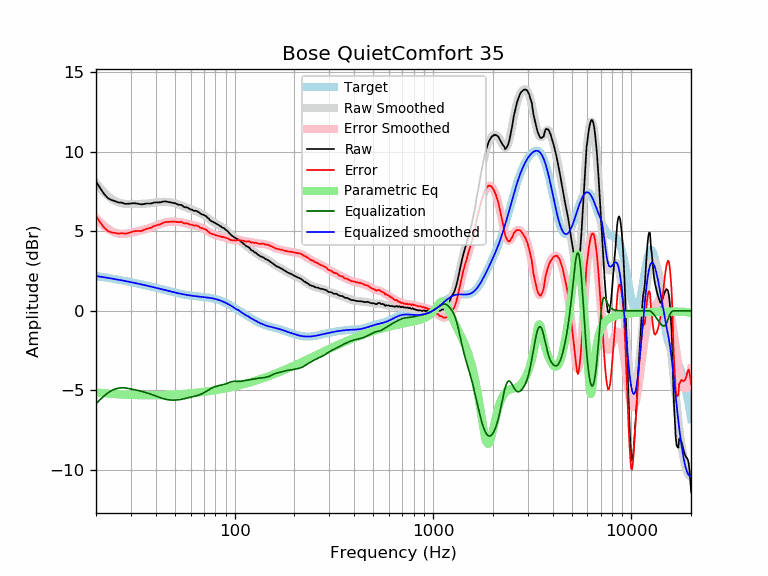 Bose QuietComfort 35
15
10
5
0
−5
−10
Amplitude (dBr)
Target
Raw Smoothed
Error Smoothed
Raw
Error
Parametric Eq
Equalization
Equalized smoothed
100
1000
10000
Frequency (Hz)